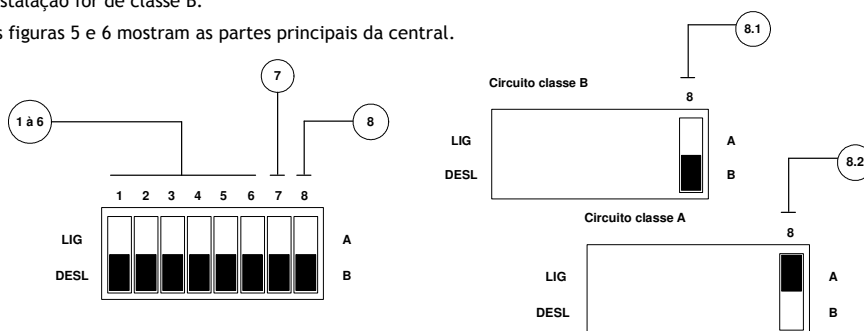 nstalação for de classe B.
s figuras 5 e 6 mostram as partes principais da central.
8.1
7
Circuito classe B
8
1 à 6
8
LIG A
DESL B
8.2
1 2 3 4 5 6 7 8
Circuito classe A
8
LIG A
DESL B
LIG A
DESL B